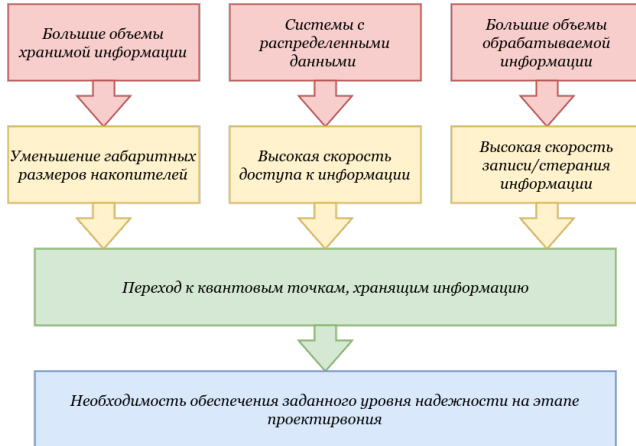 Большие объемы
хранимой информации
Системы с
распределенными
данными
Большие объемы
обрабатываемой
информации
Уменьшение габаритных
размеров накопителей
Высокая скорость
доступа к информации
Высокая скорость
записи/стерания
информации
Переход к квантовым точкам, хранящим информацию
Необходимость обеспечения заданного уровня надежности на этапе
проектирвония